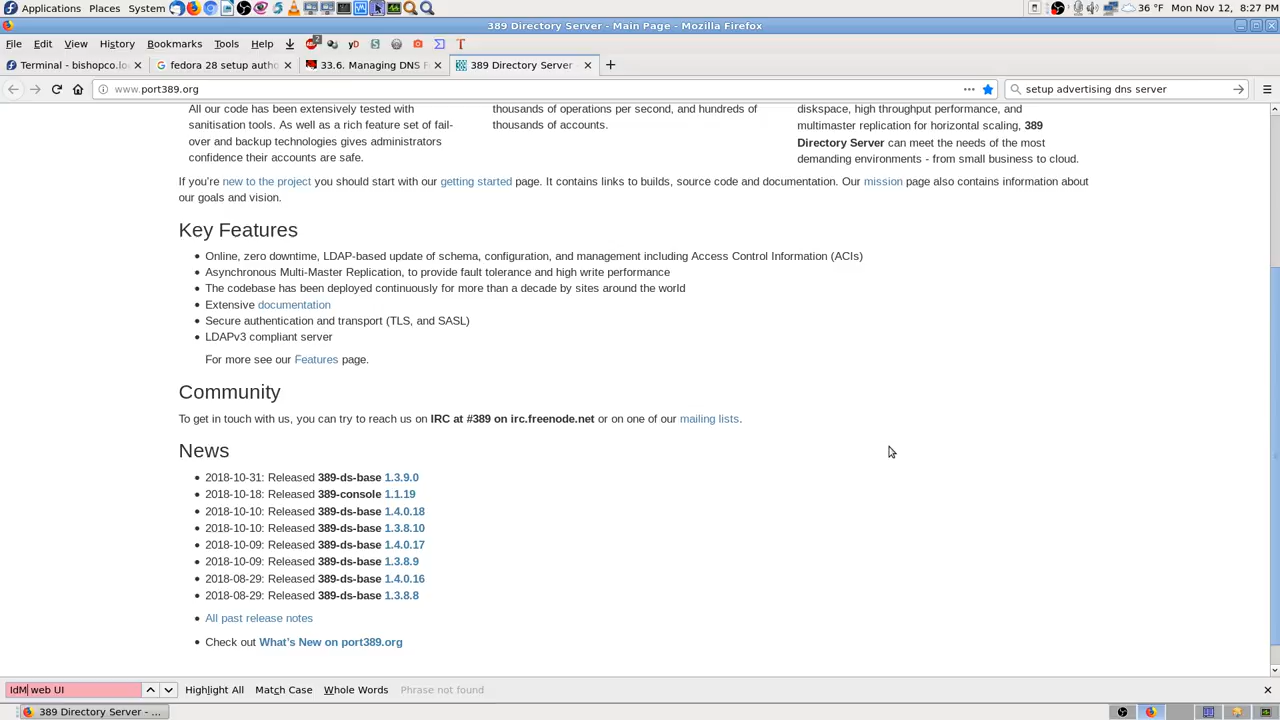 Applications Places System 36 °F Mon Nov 12, 8:27 PM
389 Directory Server - Main Page - Mozilla Firefox
File Edit View History Bookmarks Tools Help 2 yD S T
Terminal - bishopco.lo × G fedora 28 setup autho × 33.6. Managing DNS F × 389 Directory Server - × +
www.port389.org ••• setup advertising dns server
All our code has been extensively tested with
sanitisation tools. As well as a rich feature set of fail-
over and backup technologies gives administrators
confidence their accounts are safe.
thousands of operations per second, and hundreds of
thousands of accounts.
diskspace, high throughput performance, and
multimaster replication for horizontal scaling, 389
Directory Server can meet the needs of the most
demanding environments - from small business to cloud.
If you're new to the project you should start with our getting started page. It contains links to builds, source code and documentation. Our mission page also contains information about
our goals and vision.
Key Features
• Online, zero downtime, LDAP-based update of schema, configuration, and management including Access Control Information (ACIs)
• Asynchronous Multi-Master Replication, to provide fault tolerance and high write performance
• The codebase has been deployed continuously for more than a decade by sites around the world
• Extensive documentation
• Secure authentication and transport (TLS, and SASL)
• LDAPv3 compliant server
For more see our Features page.
Community
To get in touch with us, you can try to reach us on IRC at #389 on irc.freenode.net or on one of our mailing lists.
News
• 2018-10-31: Released 389-ds-base 1.3.9.0
• 2018-10-18: Released 389-console 1.1.19
• 2018-10-10: Released 389-ds-base 1.4.0.18
• 2018-10-10: Released 389-ds-base 1.3.8.10
• 2018-10-09: Released 389-ds-base 1.4.0.17
• 2018-10-09: Released 389-ds-base 1.3.8.9
• 2018-08-29: Released 389-ds-base 1.4.0.16
• 2018-08-29: Released 389-ds-base 1.3.8.8
• All past release notes
• Check out What's New on port389.org
IdM web UI Highlight All Match Case Whole Words Phrase not found ×
389 Directory Server - ...